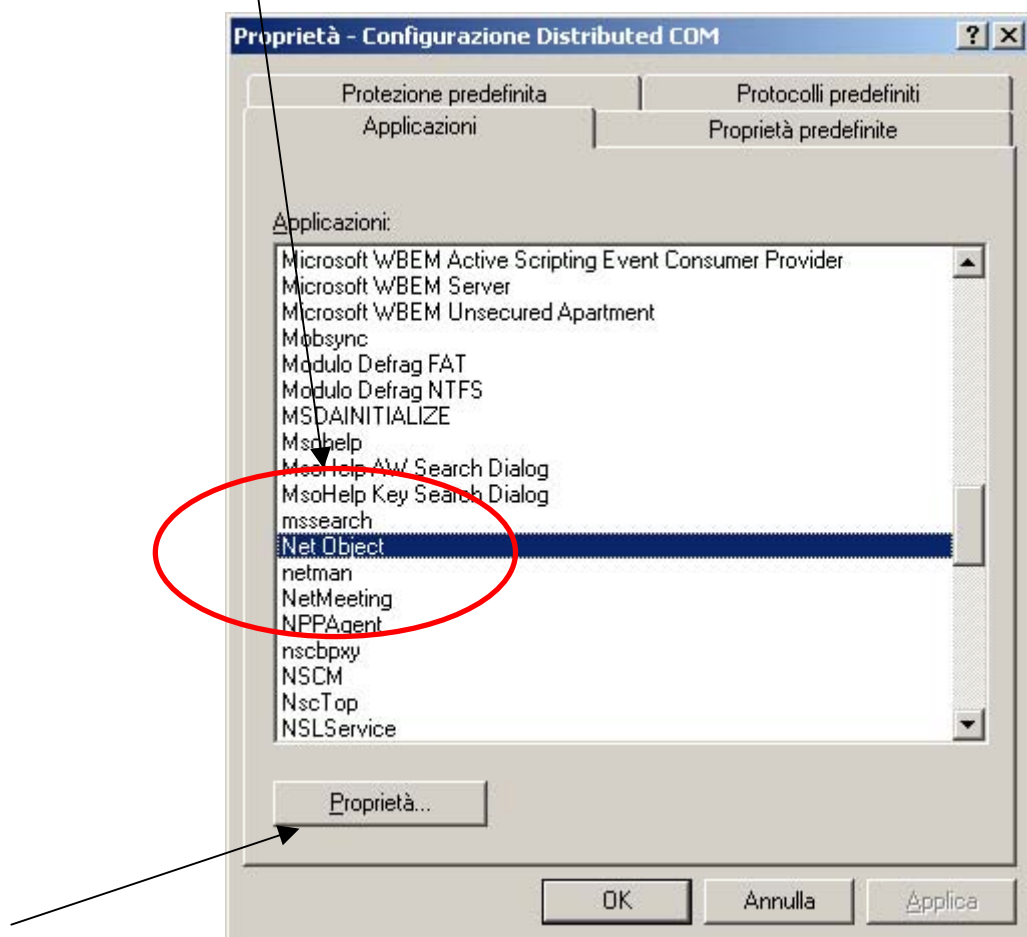 Proprietà - Configurazione Distributed COM
Protezione predefinita
Protocolli predefiniti
Applicazioni
Proprietà predefinite
Applicazioni:
Microsoft WBEM Active Scripting Event Consumer Provider
Microsoft WBEM Server
Microsoft WBEM Unsecured Apartment
Mobsync
Modulo Defrag FAT
Modulo Defrag NTFS
MSDAINITIALIZE
Msohelp
MsoHelp AW Search Dialog
MsoHelp Key Search Dialog
mssearch
Net Object
netman
NetMeeting
NPPAgent
nscbpxy
NSCM
NscTop
NSLService
Proprietà...
OK
Annulla
Applica